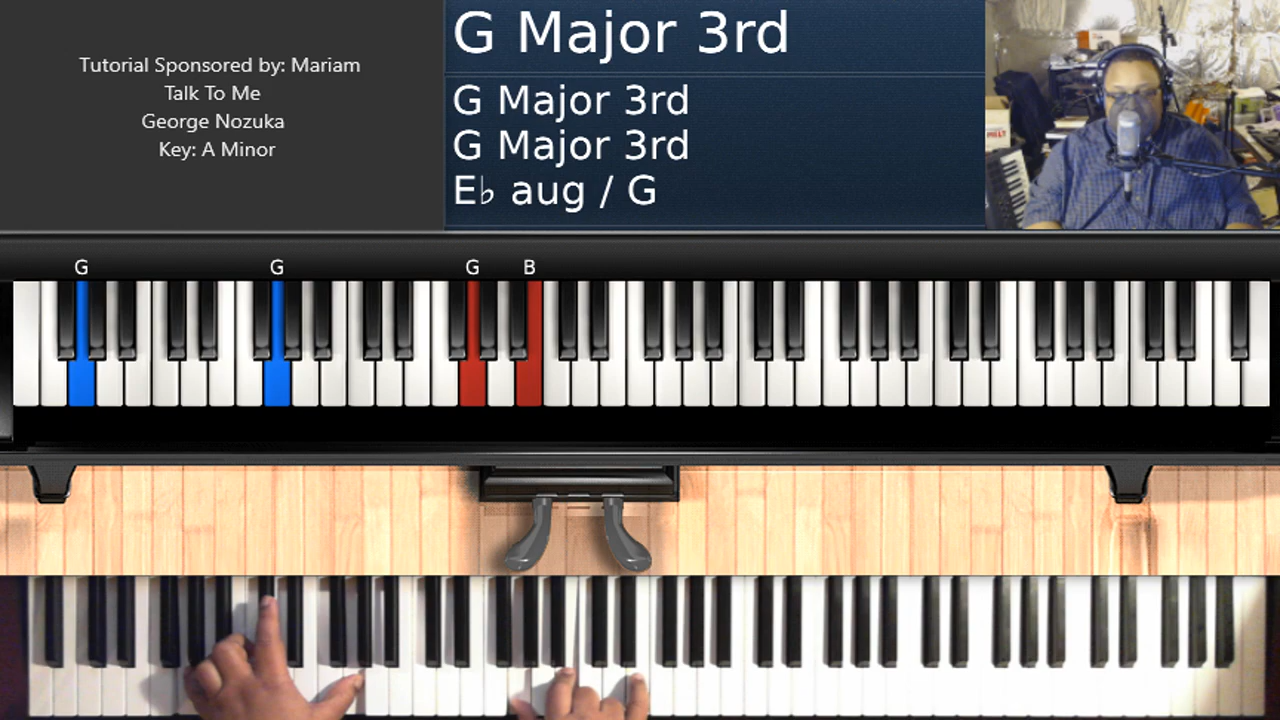 Tutorial Sponsored by: Mariam
Talk To Me
George Nozuka
Key: A Minor
G Major 3rd
G Major 3rd
G Major 3rd
E♭ aug / G
G G G B